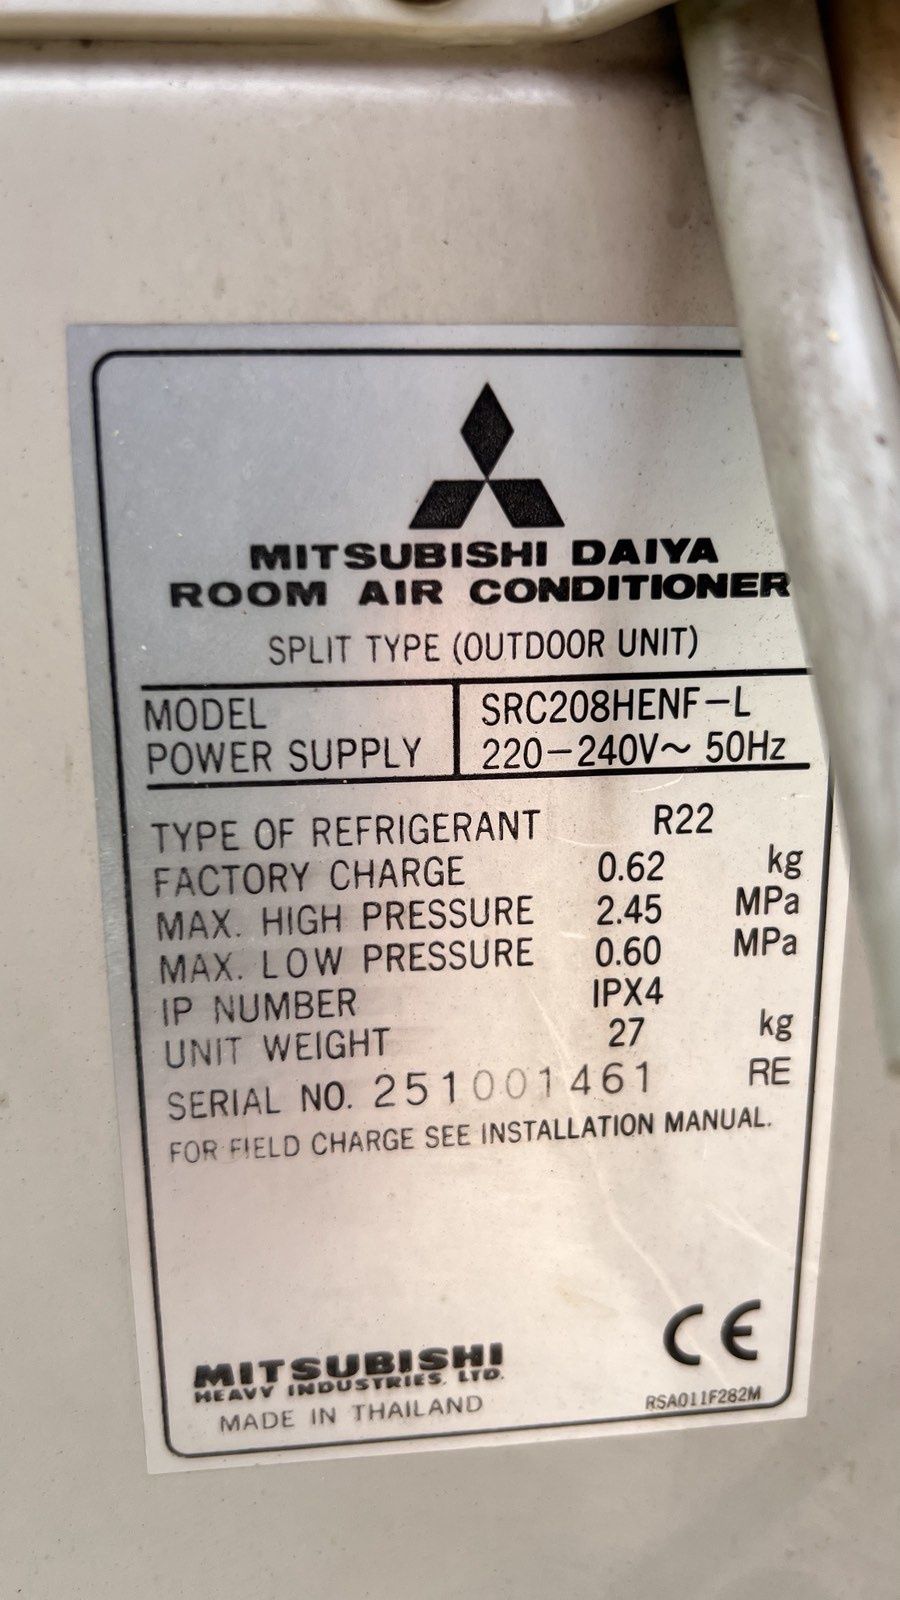 MITSUBISHI DAIYA
ROOM AIR CONDITIONER
SPLIT TYPE (OUTDOOR UNIT)
MODEL SRC208HENF-L
POWER SUPPLY 220-240V~ 50Hz
TYPE OF REFRIGERANT R22
FACTORY CHARGE 0.62 kg
MAX. HIGH PRESSURE 2.45 MPa
MAX. LOW PRESSURE 0.60 MPa
IP NUMBER IPX4
UNIT WEIGHT 27 kg
SERIAL NO. 251001461 RE
FOR FIELD CHARGE SEE INSTALLATION MANUAL.
CE
MITSUBISHI
HEAVY INDUSTRIES, LTD.
MADE IN THAILAND
RSA011F282M